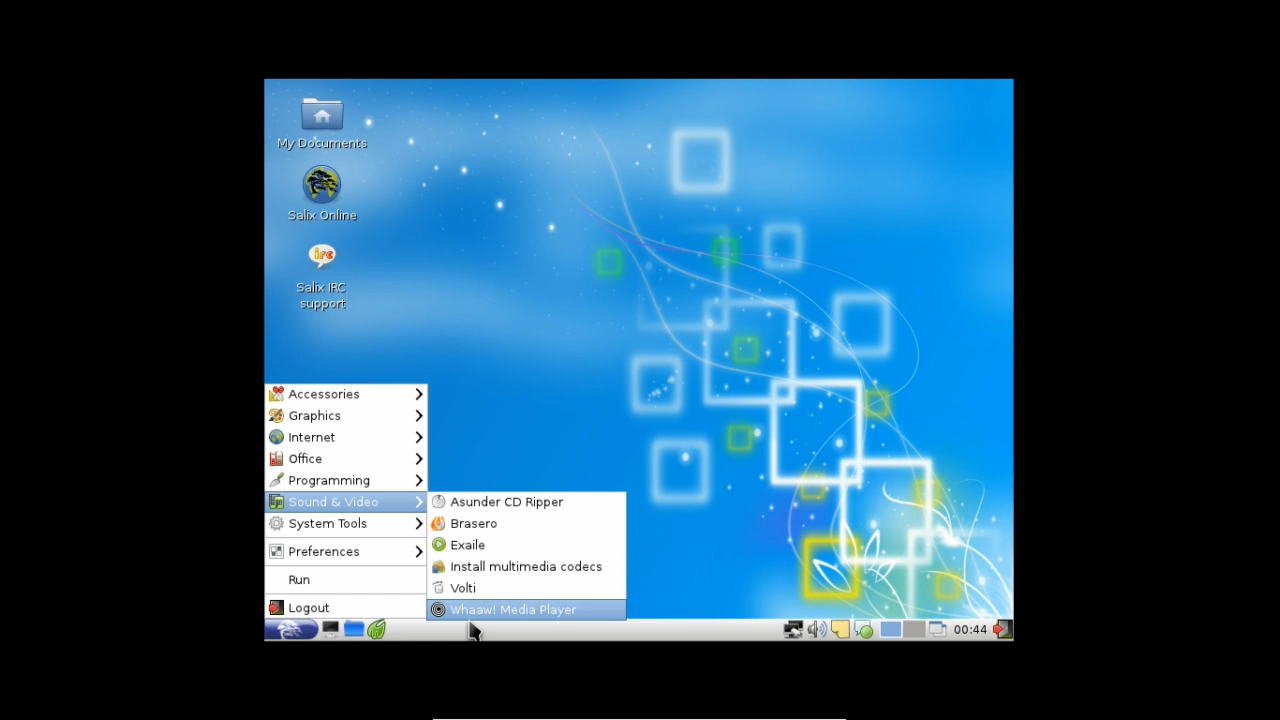 My Documents
Salix Online
irc
Salix IRC
support
Accessories
Graphics
Internet
Office
Programming
Sound & Video
System Tools
Preferences
Run
Logout
Asunder CD Ripper
Brasero
Exaile
Install multimedia codecs
Volti
Whaaw! Media Player
00:44